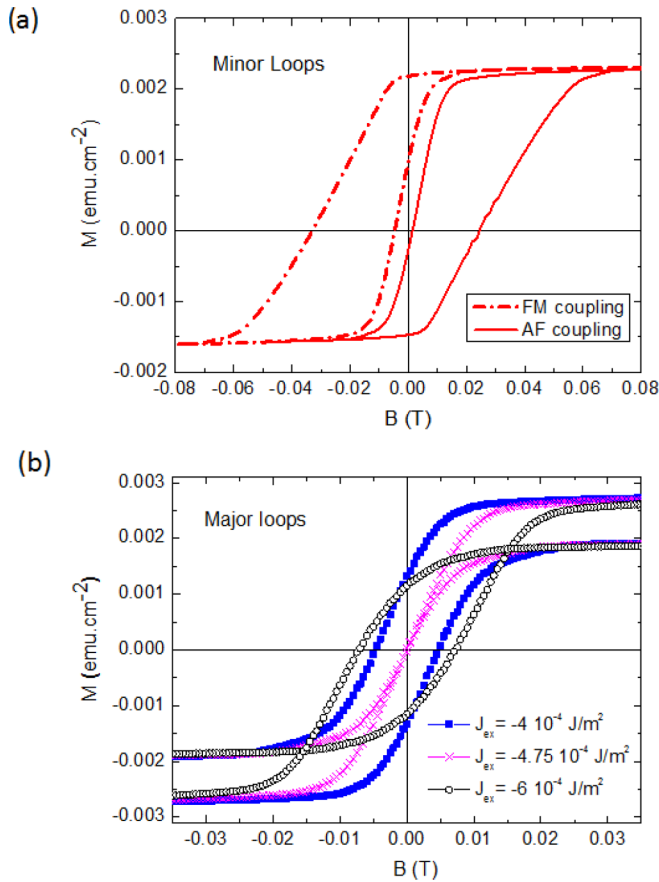 (a)
0.003
0.002
0.001
0.000
-0.001
-0.002
M (emu.cm⁻²)
Minor Loops
FM coupling
AF coupling
-0.08 -0.06 -0.04 -0.02 0.00 0.02 0.04 0.06 0.08
B (T)
(b)
0.003
0.002
0.001
0.000
-0.001
-0.002
-0.003
M (emu.cm⁻²)
Major loops
J_ex = -4 10⁻⁴ J/m²
J_ex = -4.75 10⁻⁴ J/m²
J_ex = -6 10⁻⁴ J/m²
-0.03 -0.02 -0.01 0.00 0.01 0.02 0.03
B (T)